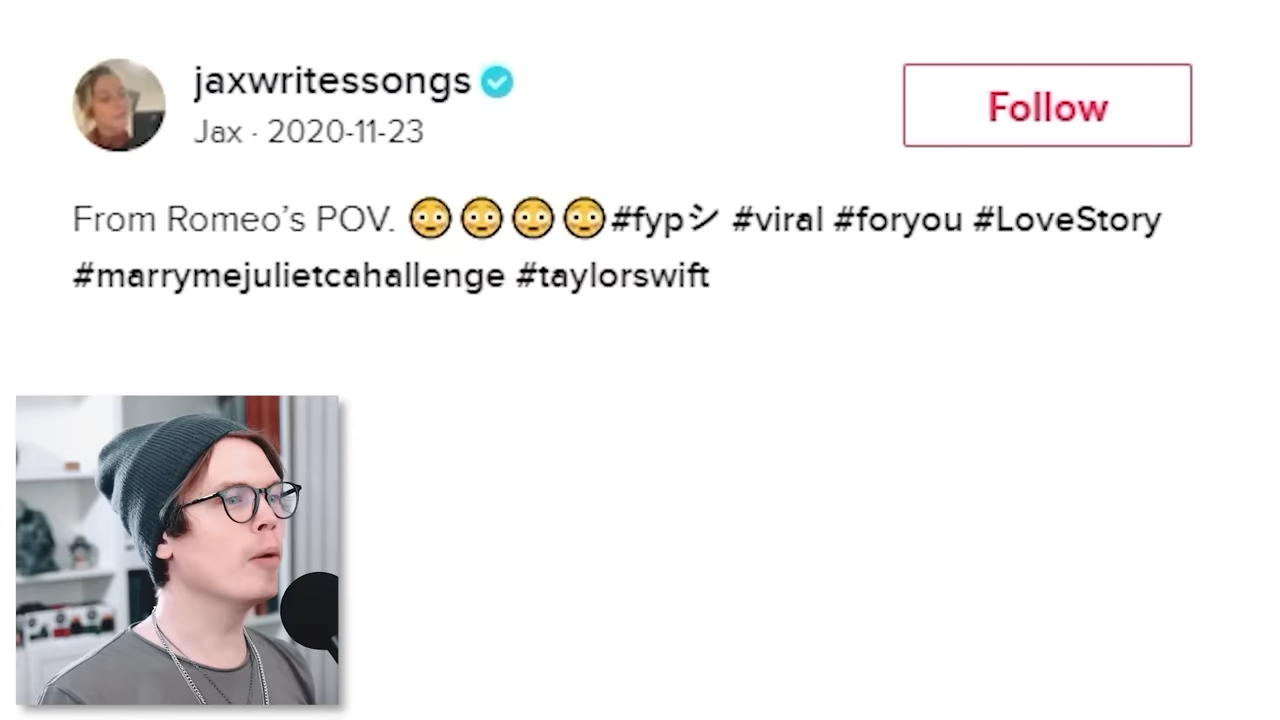 jaxwritessongs
Jax · 2020-11-23
Follow
From Romeo’s POV. 😳😳😳😳#fypシ #viral #foryou #LoveStory
#marrymejulietcahallenge #taylorswift